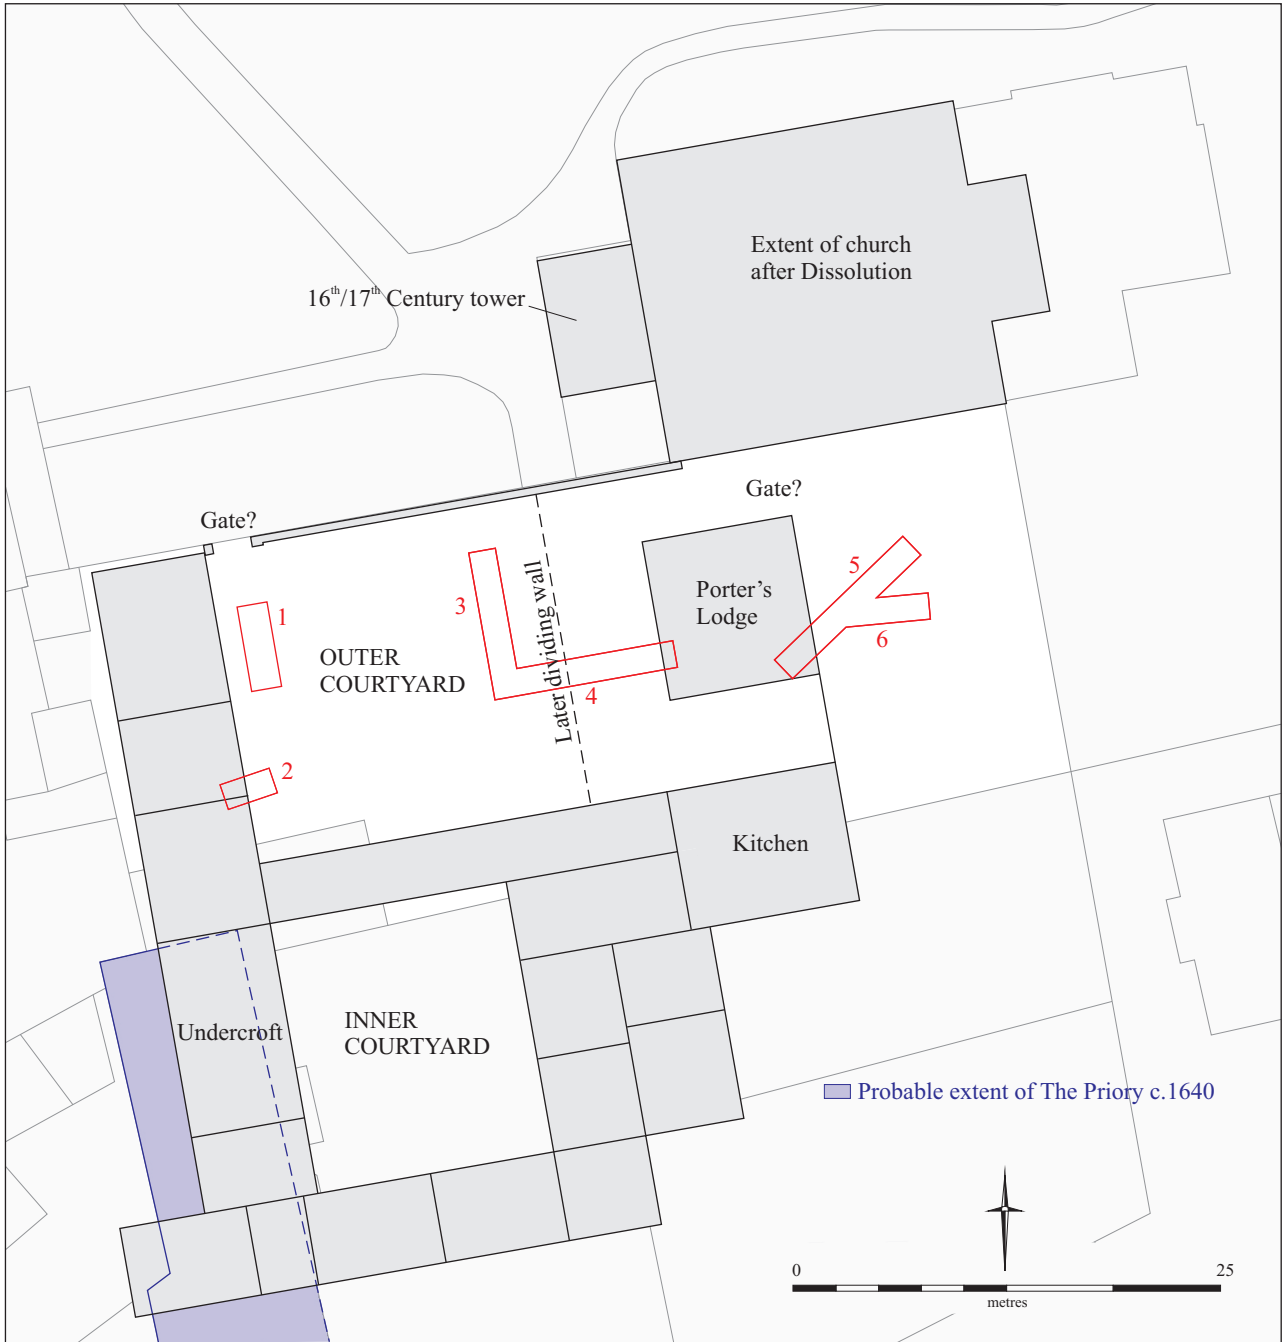 Extent of church
after Dissolution
16th/17th Century tower
Gate?
Gate?
1
3
Later dividing wall
Porter's
Lodge
5
6
OUTER
COURTYARD
4
2
Kitchen
Undercroft
INNER
COURTYARD
Probable extent of The Priory c.1640
0 25
metres